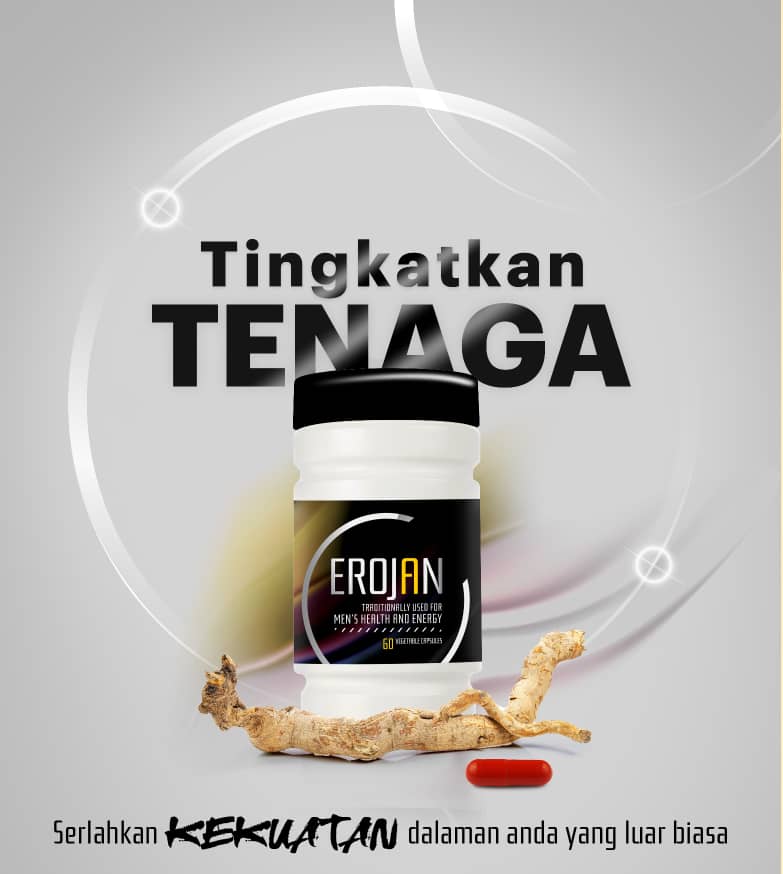 Tingkatkan
TENAGA
EROJAN
TRADITIONALLY USED FOR
MEN'S HEALTH AND ENERGY
60 VEGETABLE CAPSULES
Serlahkan KEKUATAN dalaman anda yang luar biasa